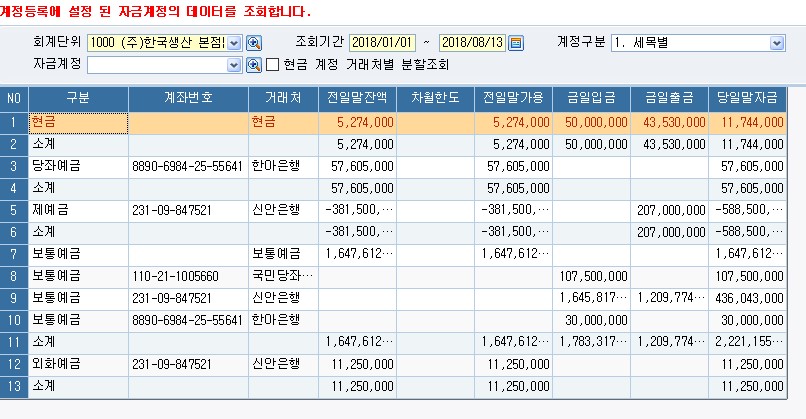 계정등록에 설정 된 자금계정의 데이터를 조회합니다.
회계단위 1000 (주)한국생산 본점 조회기간 2018/01/01 ~ 2018/08/13 계정구분 1. 세목별
자금계정 현금 계정 거래처별 분할조회
NO 구분 계좌번호 거래처 전일말잔액 차월한도 전일말가용 금일입금 금일출금 당일말자금
1 현금 현금 5,274,000 5,274,000 50,000,000 43,530,000 11,744,000
2 소계 5,274,000 5,274,000 50,000,000 43,530,000 11,744,000
3 당좌예금 8890-6984-25-55641 한마은행 57,605,000 57,605,000 57,605,000
4 소계 57,605,000 57,605,000 57,605,000
5 제예금 231-09-847521 신안은행 -381,500,··· -381,500,··· 207,000,000 -588,500,···
6 소계 -381,500,··· -381,500,··· 207,000,000 -588,500,···
7 보통예금 보통예금 1,647,612··· 1,647,612··· 1,647,612···
8 보통예금 110-21-1005660 국민당좌··· 107,500,000 107,500,000
9 보통예금 231-09-847521 신안은행 1,645,817··· 1,209,774··· 436,043,000
10 보통예금 8890-6984-25-55641 한마은행 30,000,000 30,000,000
11 소계 1,647,612··· 1,647,612··· 1,783,317··· 1,209,774··· 2,221,155···
12 외화예금 231-09-847521 신안은행 11,250,000 11,250,000 11,250,000
13 소계 11,250,000 11,250,000 11,250,000